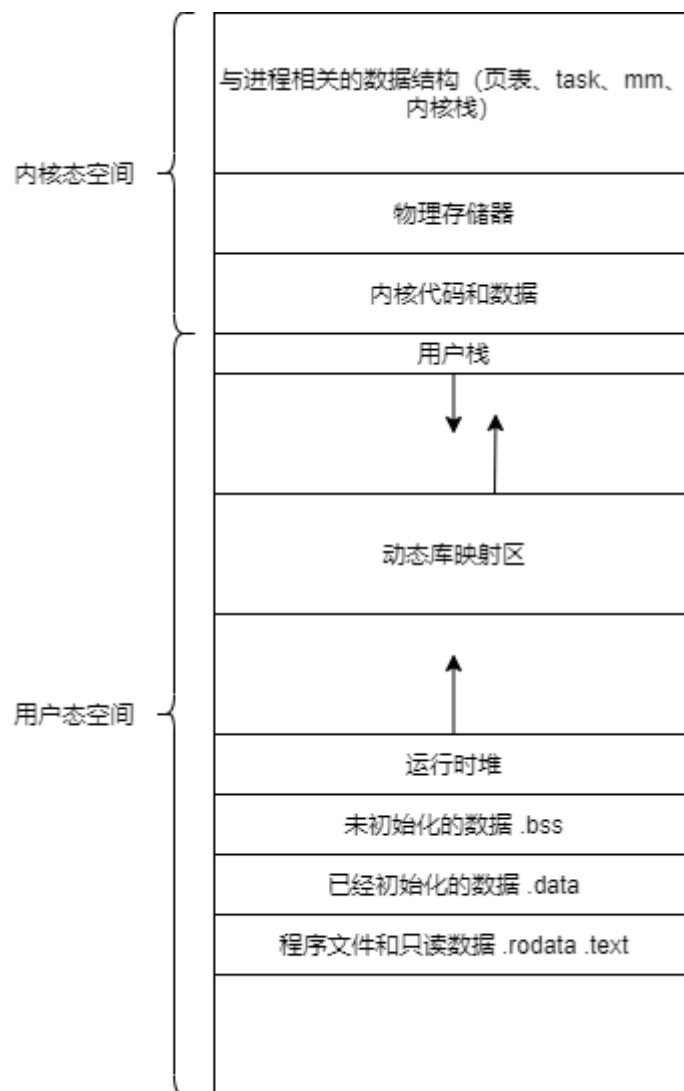 与进程相关的数据结构（页表、task、mm、
内核栈）
内核态空间
物理存储器
内核代码和数据
用户栈
动态库映射区
用户态空间
运行时堆
未初始化的数据 .bss
已经初始化的数据 .data
程序文件和只读数据 .rodata .text